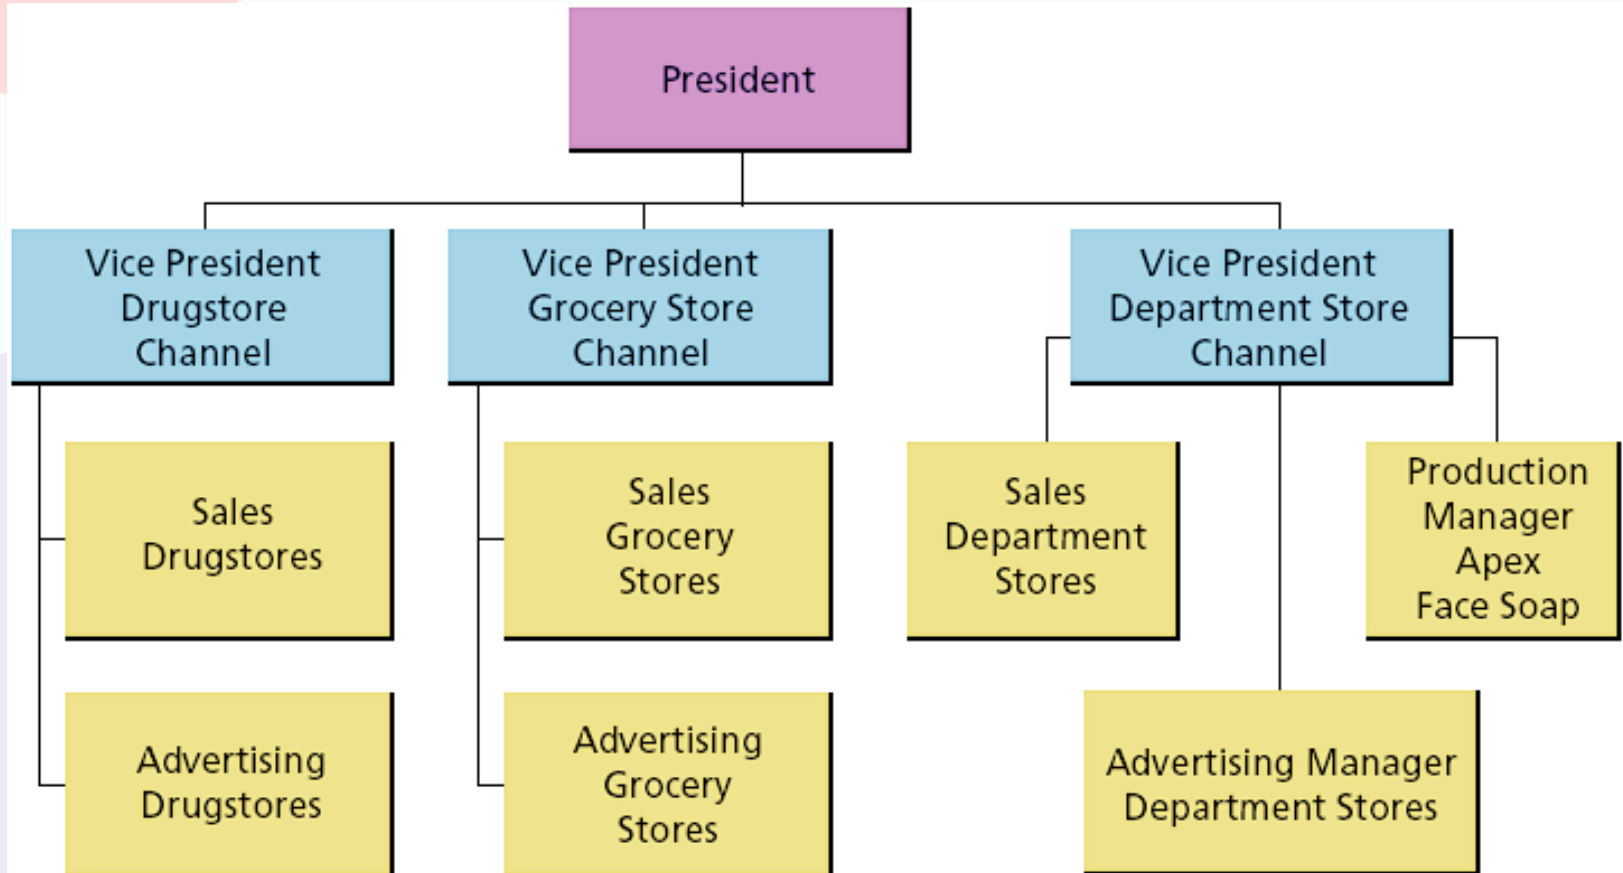 President
Vice President
Drugstore
Channel
Vice President
Grocery Store
Channel
Vice President
Department Store
Channel
Sales
Drugstores
Sales
Grocery
Stores
Sales
Department
Stores
Production
Manager
Apex
Face Soap
Advertising
Drugstores
Advertising
Grocery
Stores
Advertising Manager
Department Stores